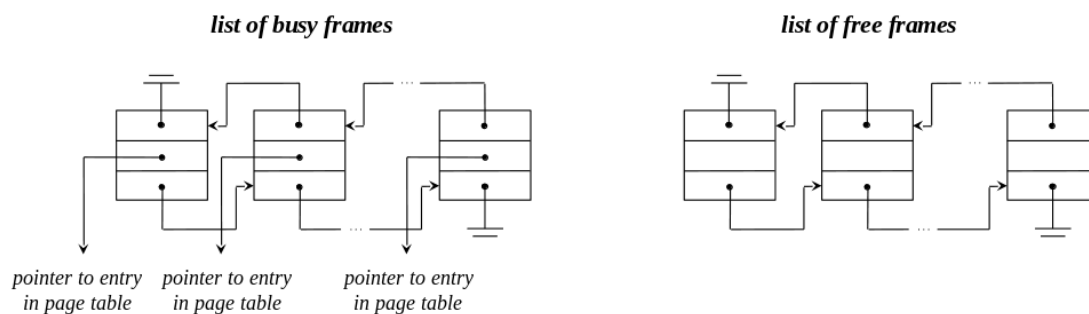 list of busy frames
list of free frames
...
...
...
...
pointer to entry
in page table
pointer to entry
in page table
pointer to entry
in page table